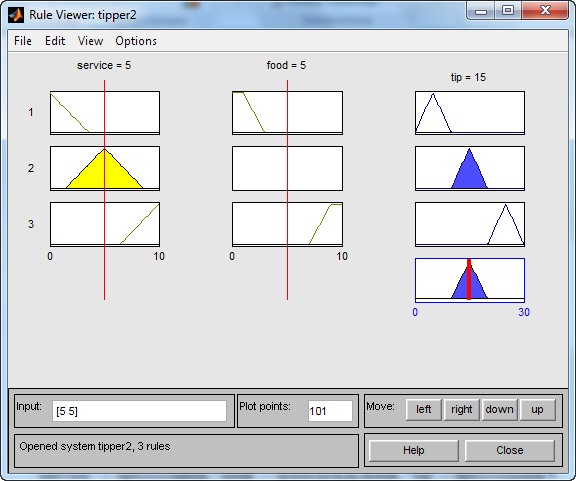 Rule Viewer: tipper2
File Edit View Options
service = 5 food = 5 tip = 15
1
2
3
0 10 0 10
0 30
Input: [5 5] Plot points: 101 Move: left right down up
Opened system tipper2, 3 rules Help Close